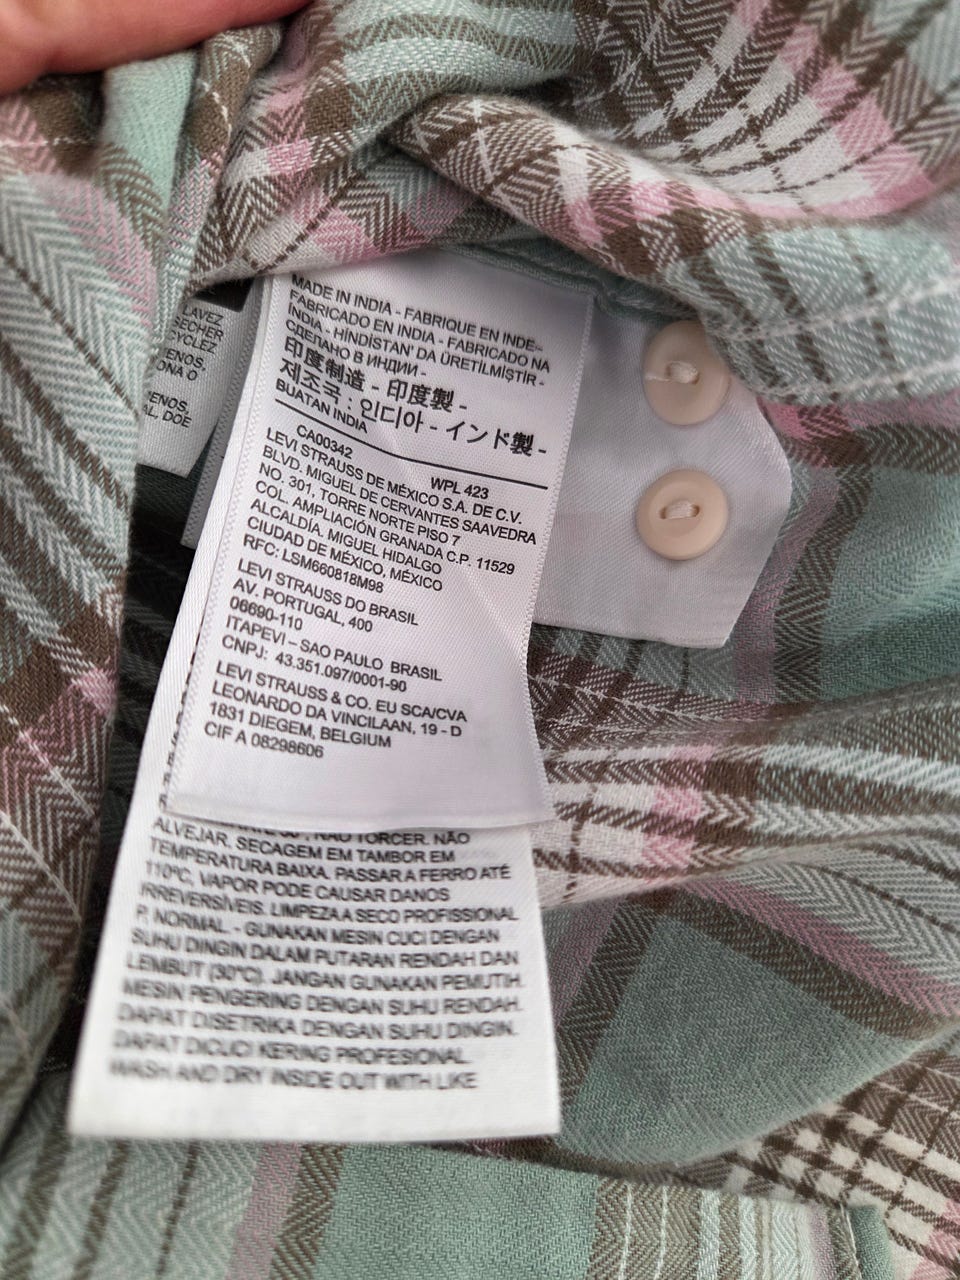 LAVEZ
SECHER
CYCLEZ
ENOS,
ONA O
ENOS,
AL, DOE
MADE IN INDIA - FABRIQUE EN INDE-
FABRICADO EN INDIA - FABRICADO NA
ÍNDIA - HİNDİSTAN' DA ÜRETİLMİŞTİR -
СДЕЛАНО В ИНДИИ -
印度制造 - 印度製 -
제조국 : 인디아 - インド製 -
BUATAN INDIA
CA00342 WPL 423
LEVI STRAUSS DE MÉXICO S.A. DE C.V.
BLVD. MIGUEL DE CERVANTES SAAVEDRA
NO. 301, TORRE NORTE PISO 7
COL. AMPLIACIÓN GRANADA C.P. 11529
ALCALDÍA. MIGUEL HIDALGO
CIUDAD DE MÉXICO, MÉXICO
RFC: LSM660818M98
LEVI STRAUSS DO BRASIL
AV. PORTUGAL, 400
06690-110
ITAPEVI – SAO PAULO BRASIL
CNPJ: 43.351.097/0001-90
LEVI STRAUSS & CO. EU SCA/CVA
LEONARDO DA VINCILAAN, 19 - D
1831 DIEGEM, BELGIUM
CIF A 08298606
NÃO TORCER. NÃO
ALVEJAR. SECAGEM EM TAMBOR EM
TEMPERATURA BAIXA. PASSAR A FERRO ATÉ
110ºC, VAPOR PODE CAUSAR DANOS
IRREVERSÍVEIS. LIMPEZA A SECO PROFISSIONAL
P, NORMAL. - GUNAKAN MESIN CUCI DENGAN
SUHU DINGIN DALAM PUTARAN RENDAH DAN
LEMBUT (30°C). JANGAN GUNAKAN PEMUTIH.
MESIN PENGERING DENGAN SUHU RENDAH.
DAPAT DISETRIKA DENGAN SUHU DINGIN.
DAPAT DICUCI KERING PROFESIONAL.
WASH AND DRY INSIDE OUT WITH LIKE